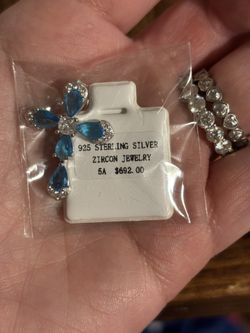 925 STERLING SILVER
ZIRCON JEWELRY
5A $692.00